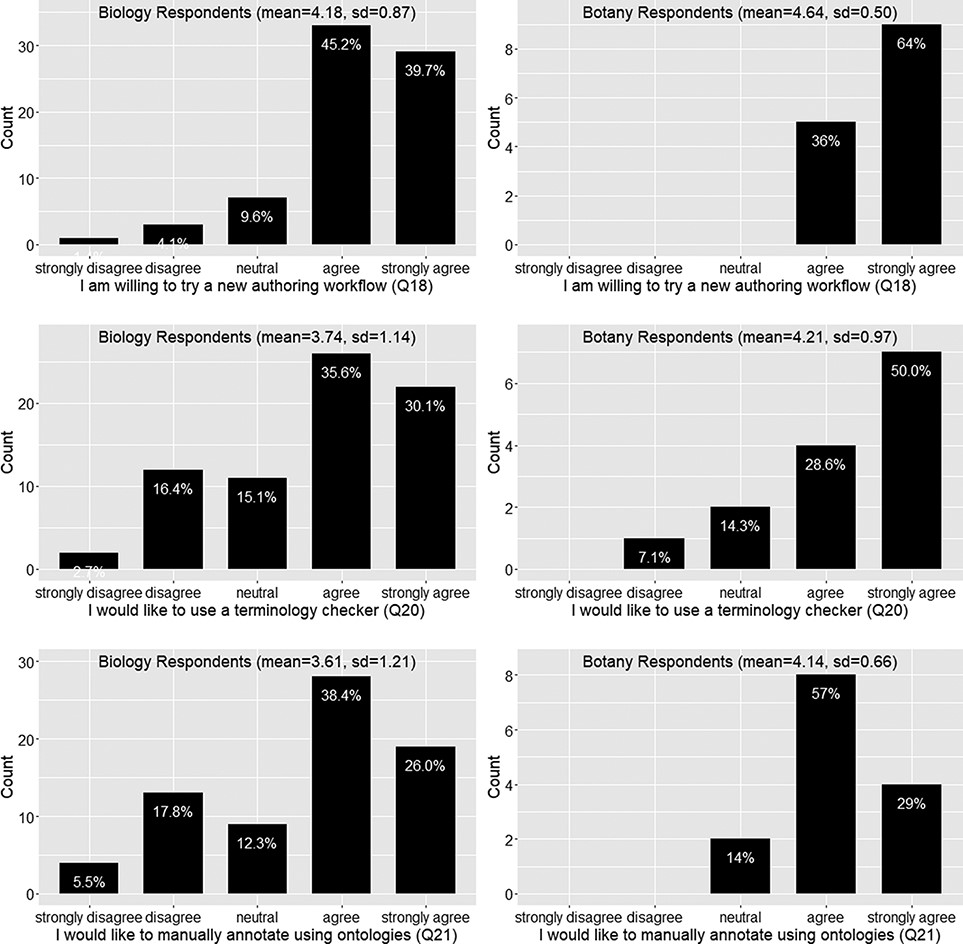 Biology Respondents (mean=4.18, sd=0.87)
30
20
10
0
Count
45.2%
39.7%
9.6%
4.1%
strongly disagree disagree neutral agree strongly agree
I am willing to try a new authoring workflow (Q18)
Botany Respondents (mean=4.64, sd=0.50)
8
6
4
2
0
Count
64%
36%
strongly disagree disagree neutral agree strongly agree
I am willing to try a new authoring workflow (Q18)
Biology Respondents (mean=3.74, sd=1.14)
20
10
0
Count
35.6%
30.1%
16.4%
15.1%
2.7%
strongly disagree disagree neutral agree strongly agree
I would like to use a terminology checker (Q20)
Botany Respondents (mean=4.21, sd=0.97)
6
4
2
0
Count
50.0%
28.6%
14.3%
7.1%
strongly disagree disagree neutral agree strongly agree
I would like to use a terminology checker (Q20)
Biology Respondents (mean=3.61, sd=1.21)
30
20
10
0
Count
38.4%
26.0%
17.8%
12.3%
5.5%
strongly disagree disagree neutral agree strongly agree
I would like to manually annotate using ontologies (Q21)
Botany Respondents (mean=4.14, sd=0.66)
8
6
4
2
0
Count
57%
29%
14%
strongly disagree disagree neutral agree strongly agree
I would like to manually annotate using ontologies (Q21)